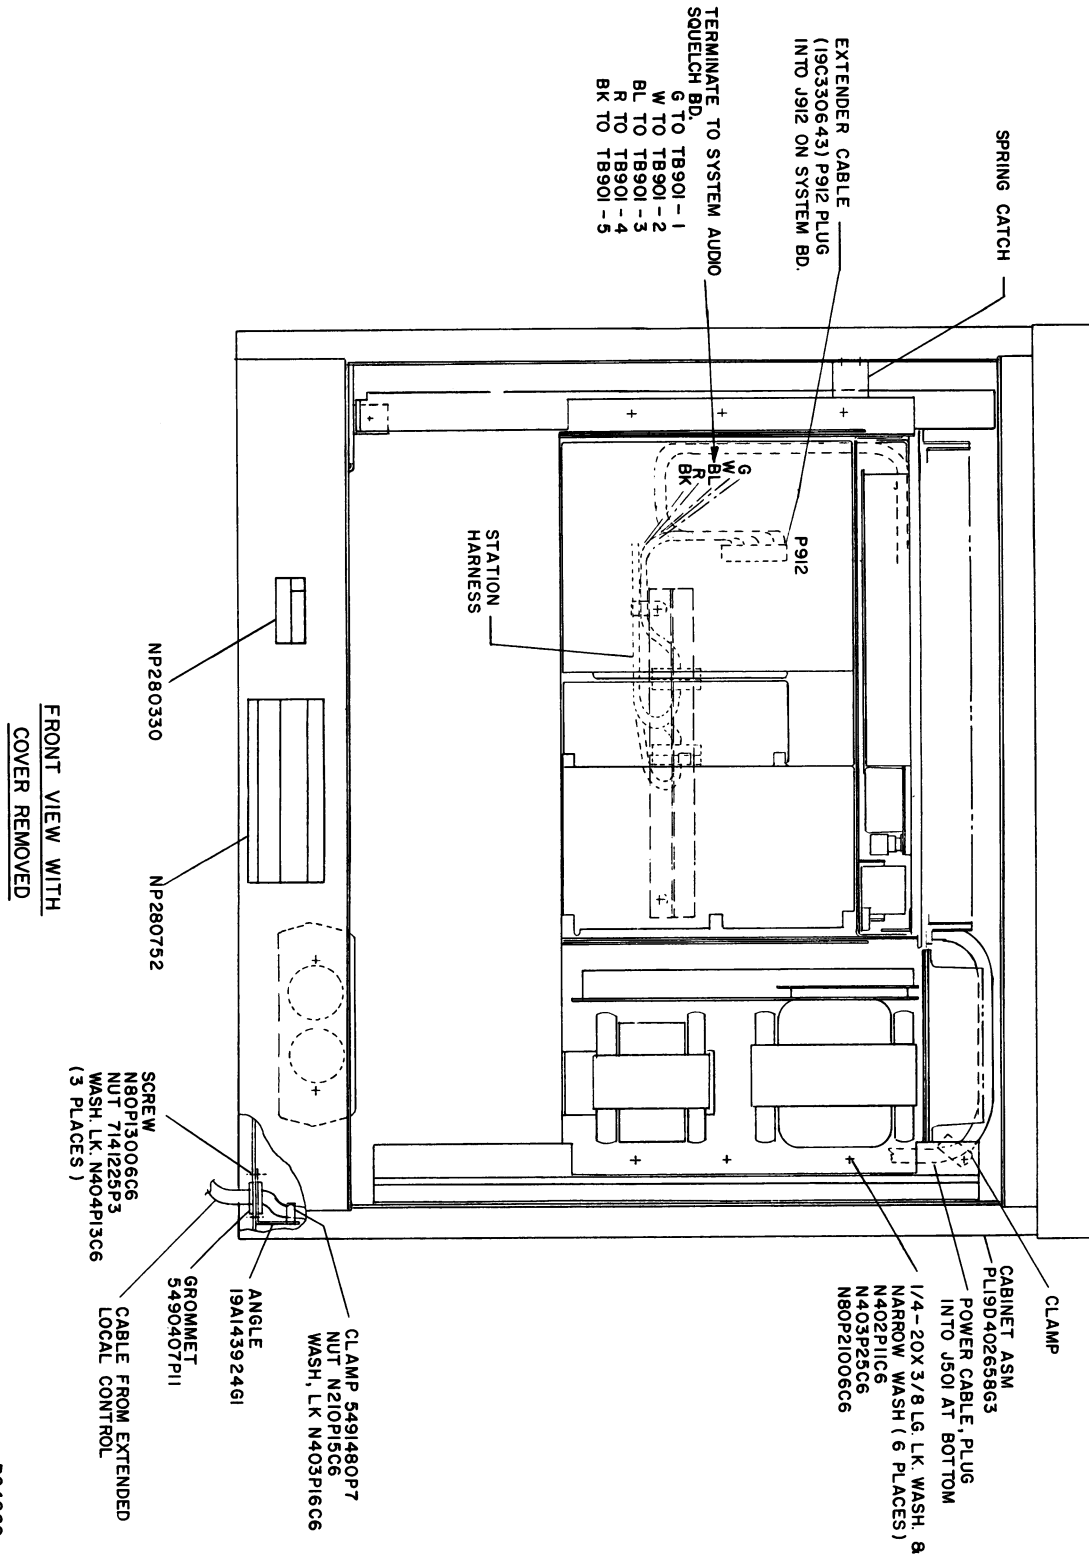 SPRING CATCH
EXTENDER CABLE
(19C330643) P912 PLUG
INTO J912 ON SYSTEM BD.
TERMINATE TO SYSTEM AUDIO
SQUELCH BD.
G TO TB901-1
W TO TB901-2
BL TO TB901-3
R TO TB901-4
BK TO TB901-5
G
W
BL
R
BK
P912
STATION
HARNESS
CLAMP
CABINET ASM
PL19D402658G3
POWER CABLE, PLUG
INTO J501 AT BOTTOM
1/4-20X 3/8 LG. LK. WASH. &
NARROW WASH (6 PLACES)
N402P11C6
N403P25C6
N80P21006C6
CLAMP 5491480P7
NUT N210P15C6
WASH, LK N403P16C6
ANGLE
19A143924G1
GROMMET
5490407P11
CABLE FROM EXTENDED
LOCAL CONTROL
SCREW
N80P13006C6
NUT 7141225P3
WASH. LK. N404P13C6
(3 PLACES)
NP280330
NP280752
FRONT VIEW WITH
COVER REMOVED